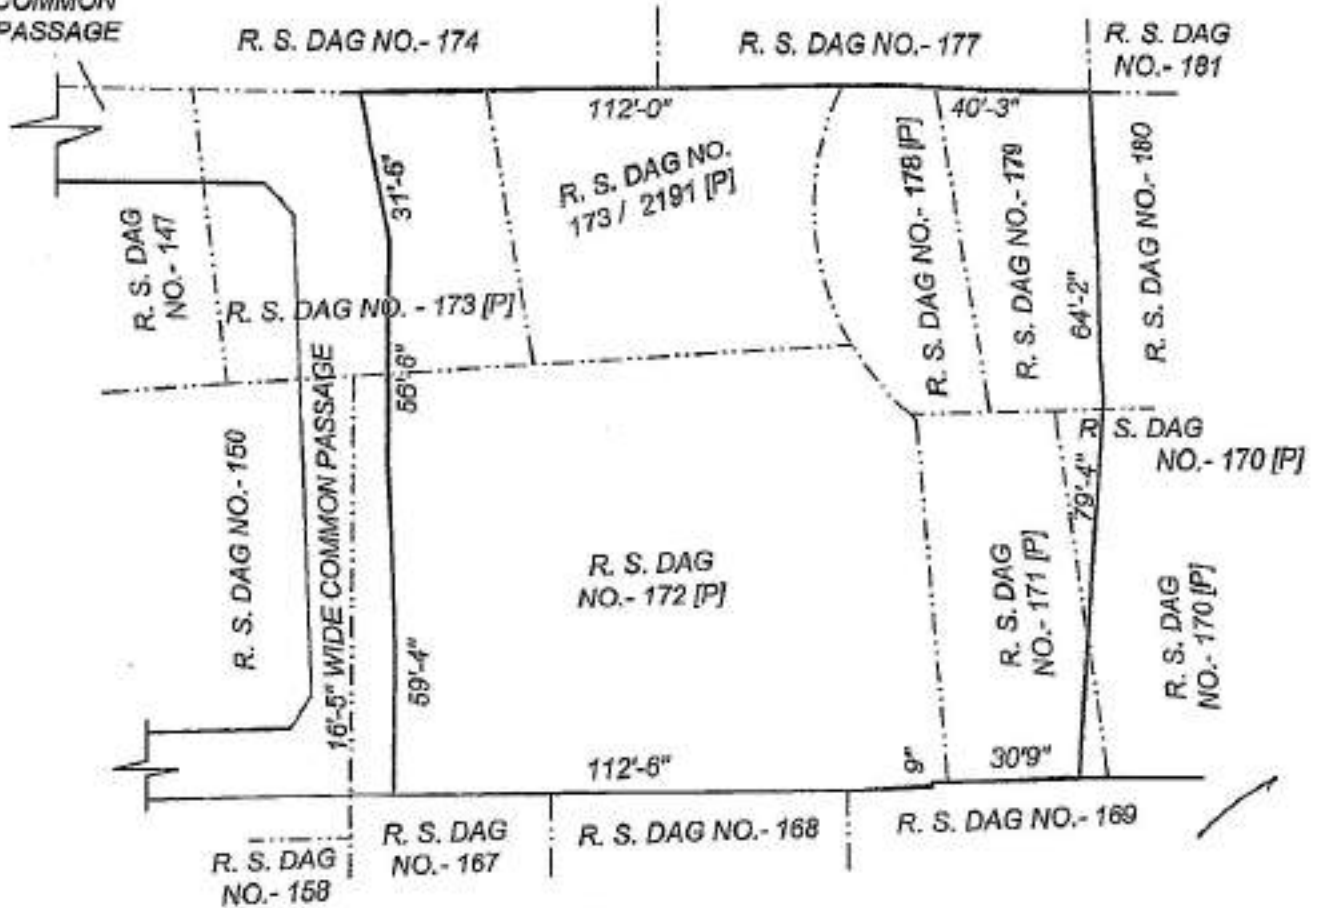 COMMON
PASSAGE
R. S. DAG NO.- 174
R. S. DAG NO.- 177
R. S. DAG
NO.- 181
112'-0"
40'-3"
31'-6"
R. S. DAG NO.
173 / 2191 [P]
R. S. DAG NO.- 178 [P]
R. S. DAG NO.- 179
64'-2"
R. S. DAG NO.- 180
R. S. DAG
NO.- 147
R. S. DAG NO. - 173 [P]
56'-6"
R. S. DAG
NO.- 170 [P]
79'-4"
R. S. DAG NO.- 150
16'-5" WIDE COMMON PASSAGE
R. S. DAG
NO.- 172 [P]
R. S. DAG
NO.- 171 [P]
R. S. DAG
NO.- 170 [P]
59'-4"
112'-6"
9"
30'9"
R. S. DAG
NO.- 158
R. S. DAG
NO.- 167
R. S. DAG NO.- 168
R. S. DAG NO.- 169